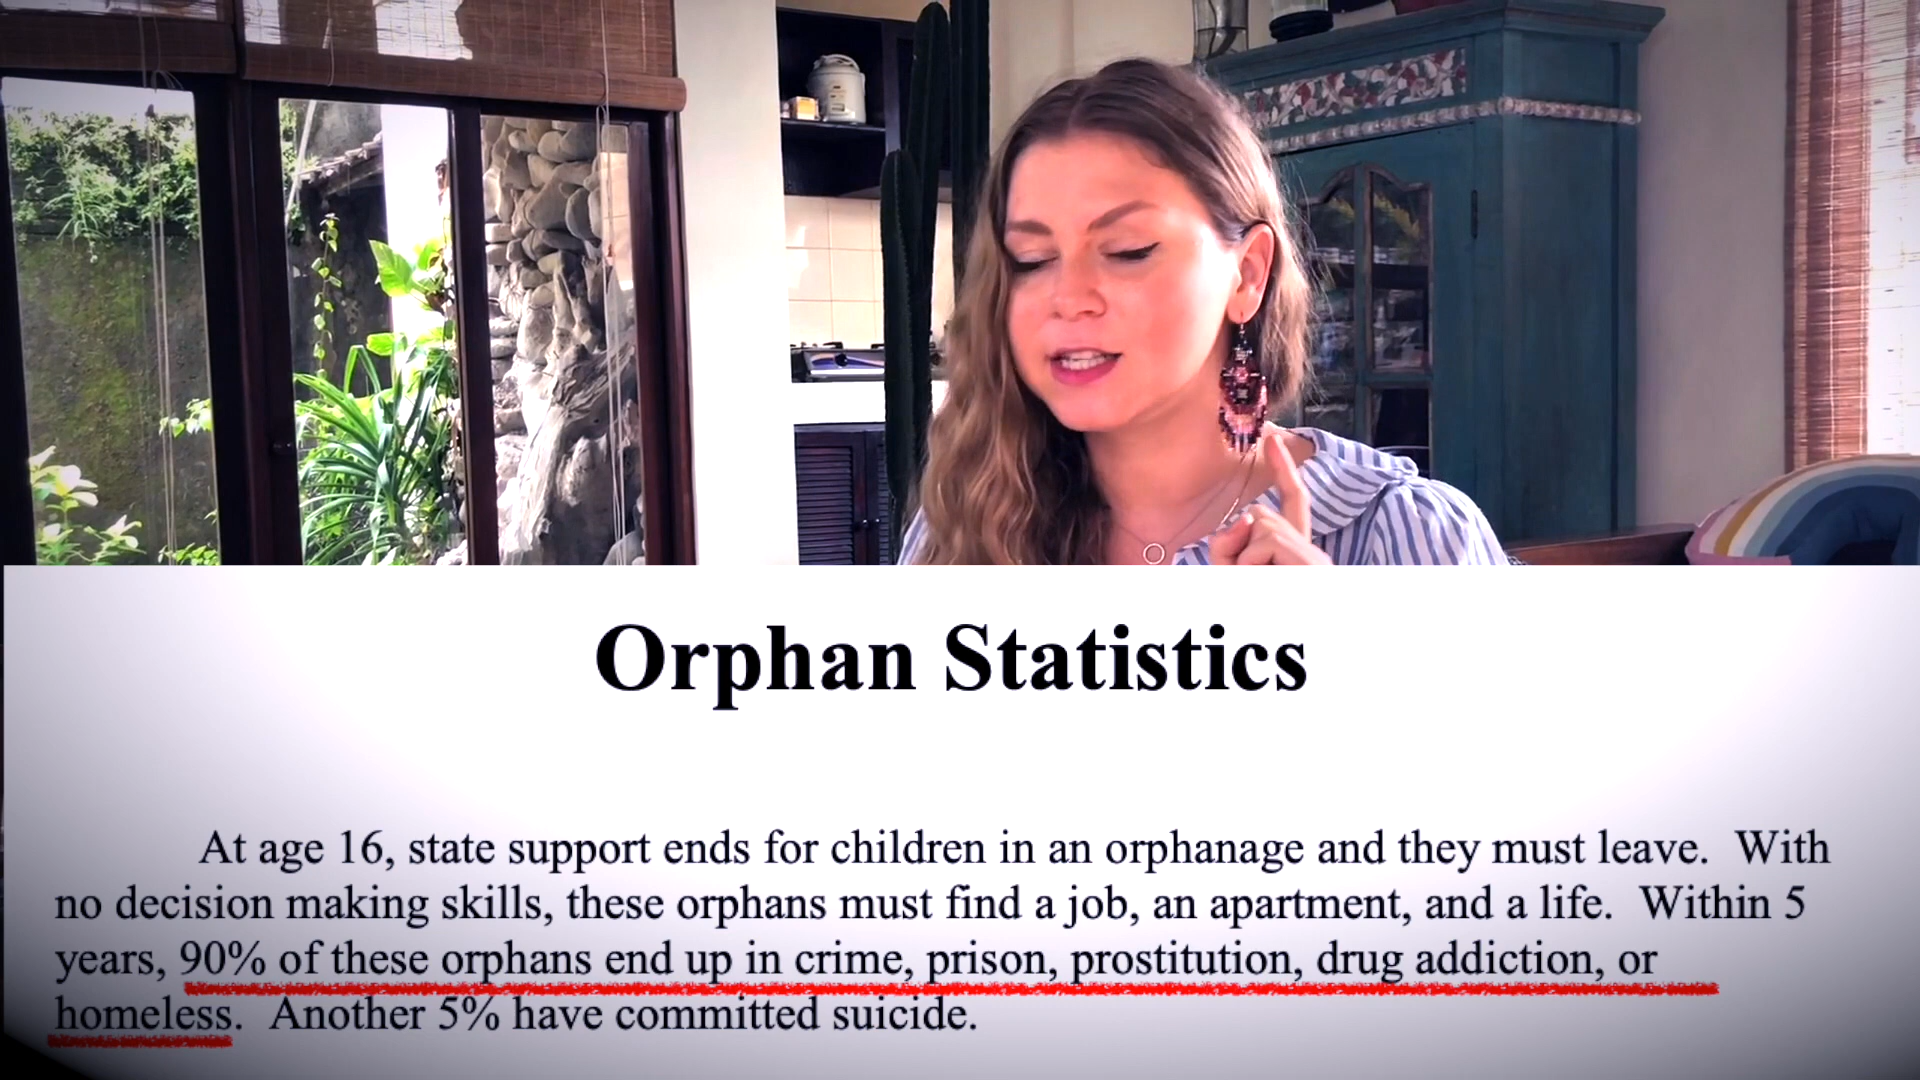 Orphan Statistics
At age 16, state support ends for children in an orphanage and they must leave. With
no decision making skills, these orphans must find a job, an apartment, and a life. Within 5
years, 90% of these orphans end up in crime, prison, prostitution, drug addiction, or
homeless. Another 5% have committed suicide.